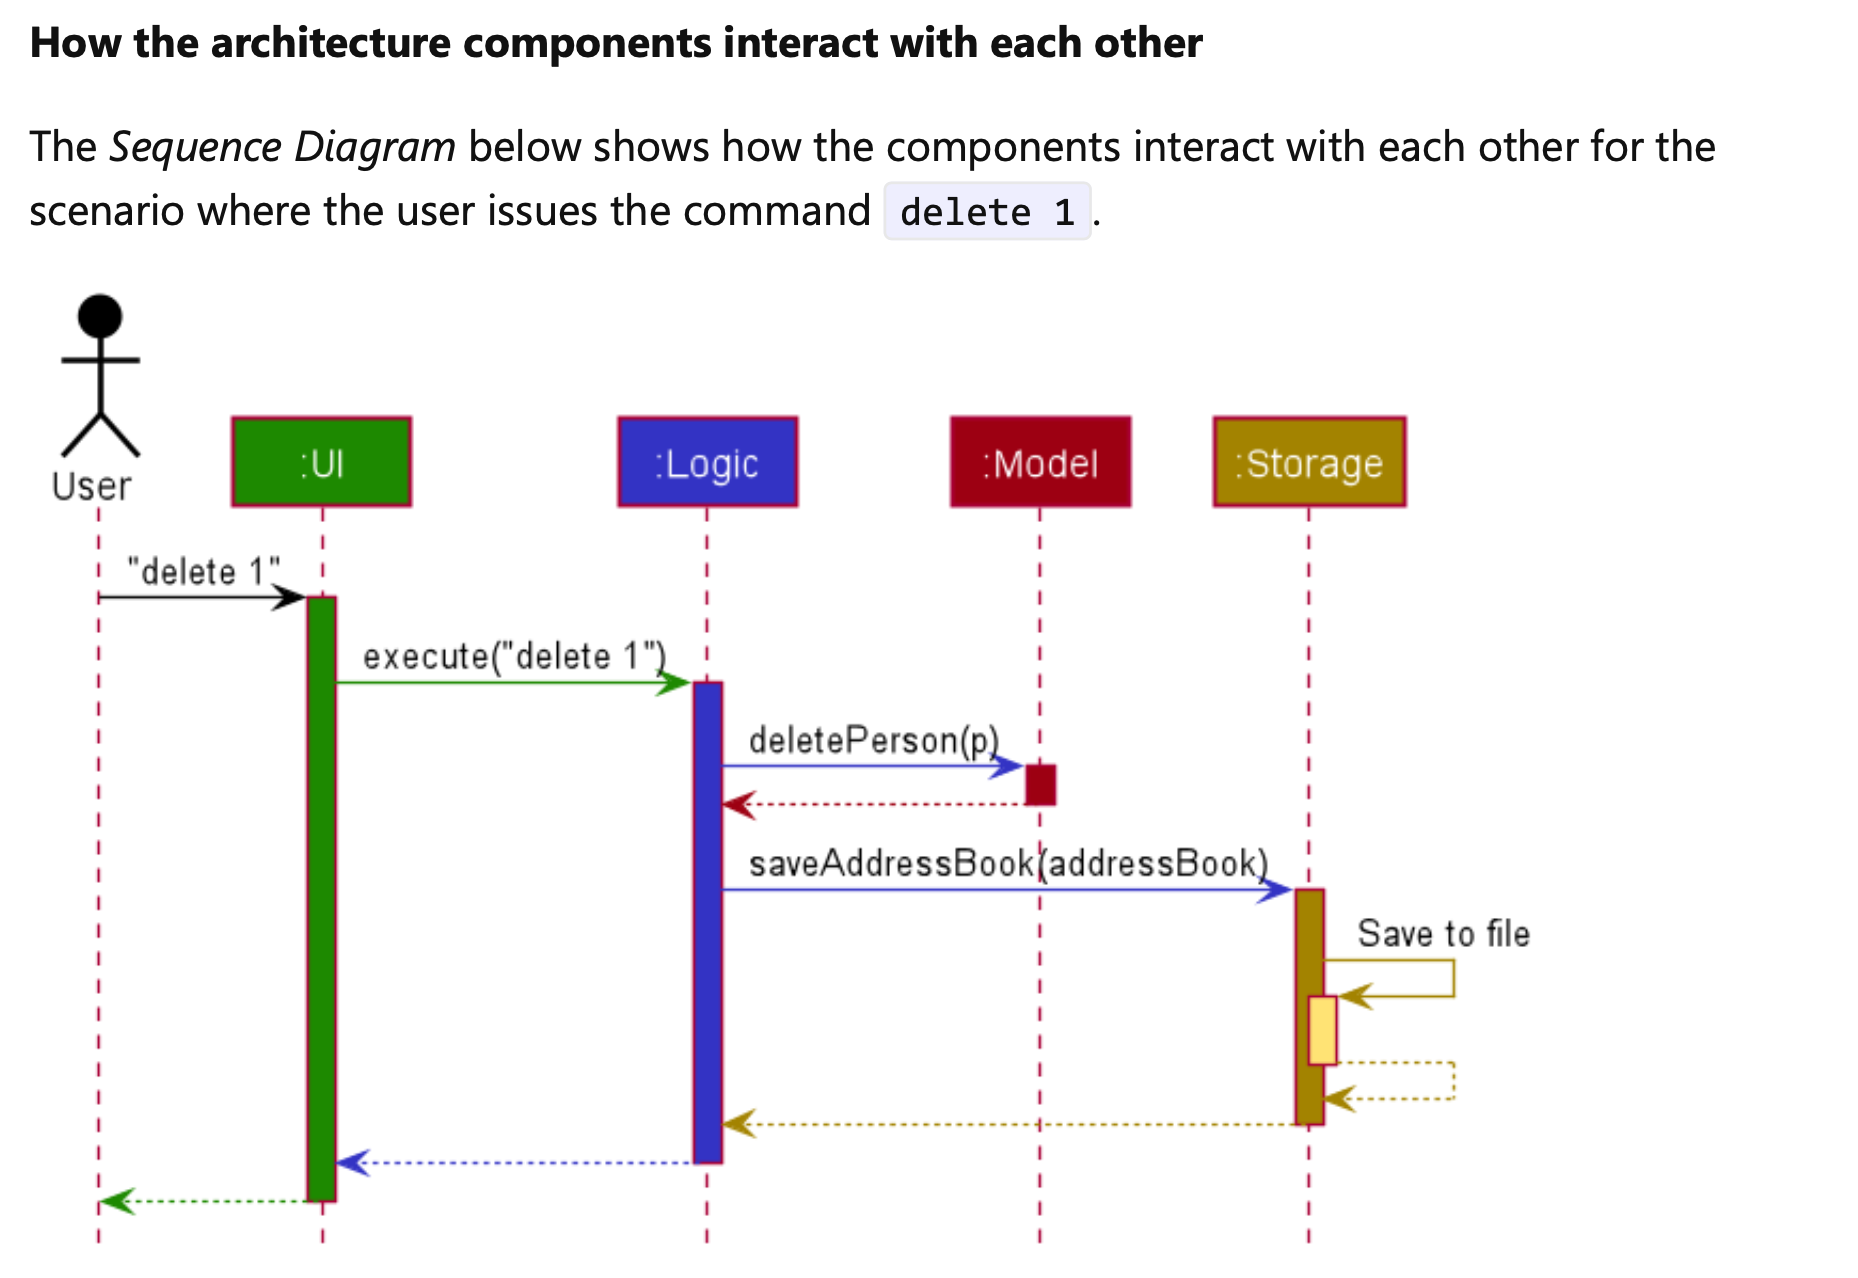 How the architecture components interact with each other
The Sequence Diagram below shows how the components interact with each other for the
scenario where the user issues the command delete 1.
User
:UI
:Logic
:Model
:Storage
"delete 1"
execute("delete 1")
deletePerson(p)
saveAddressBook(addressBook)
Save to file